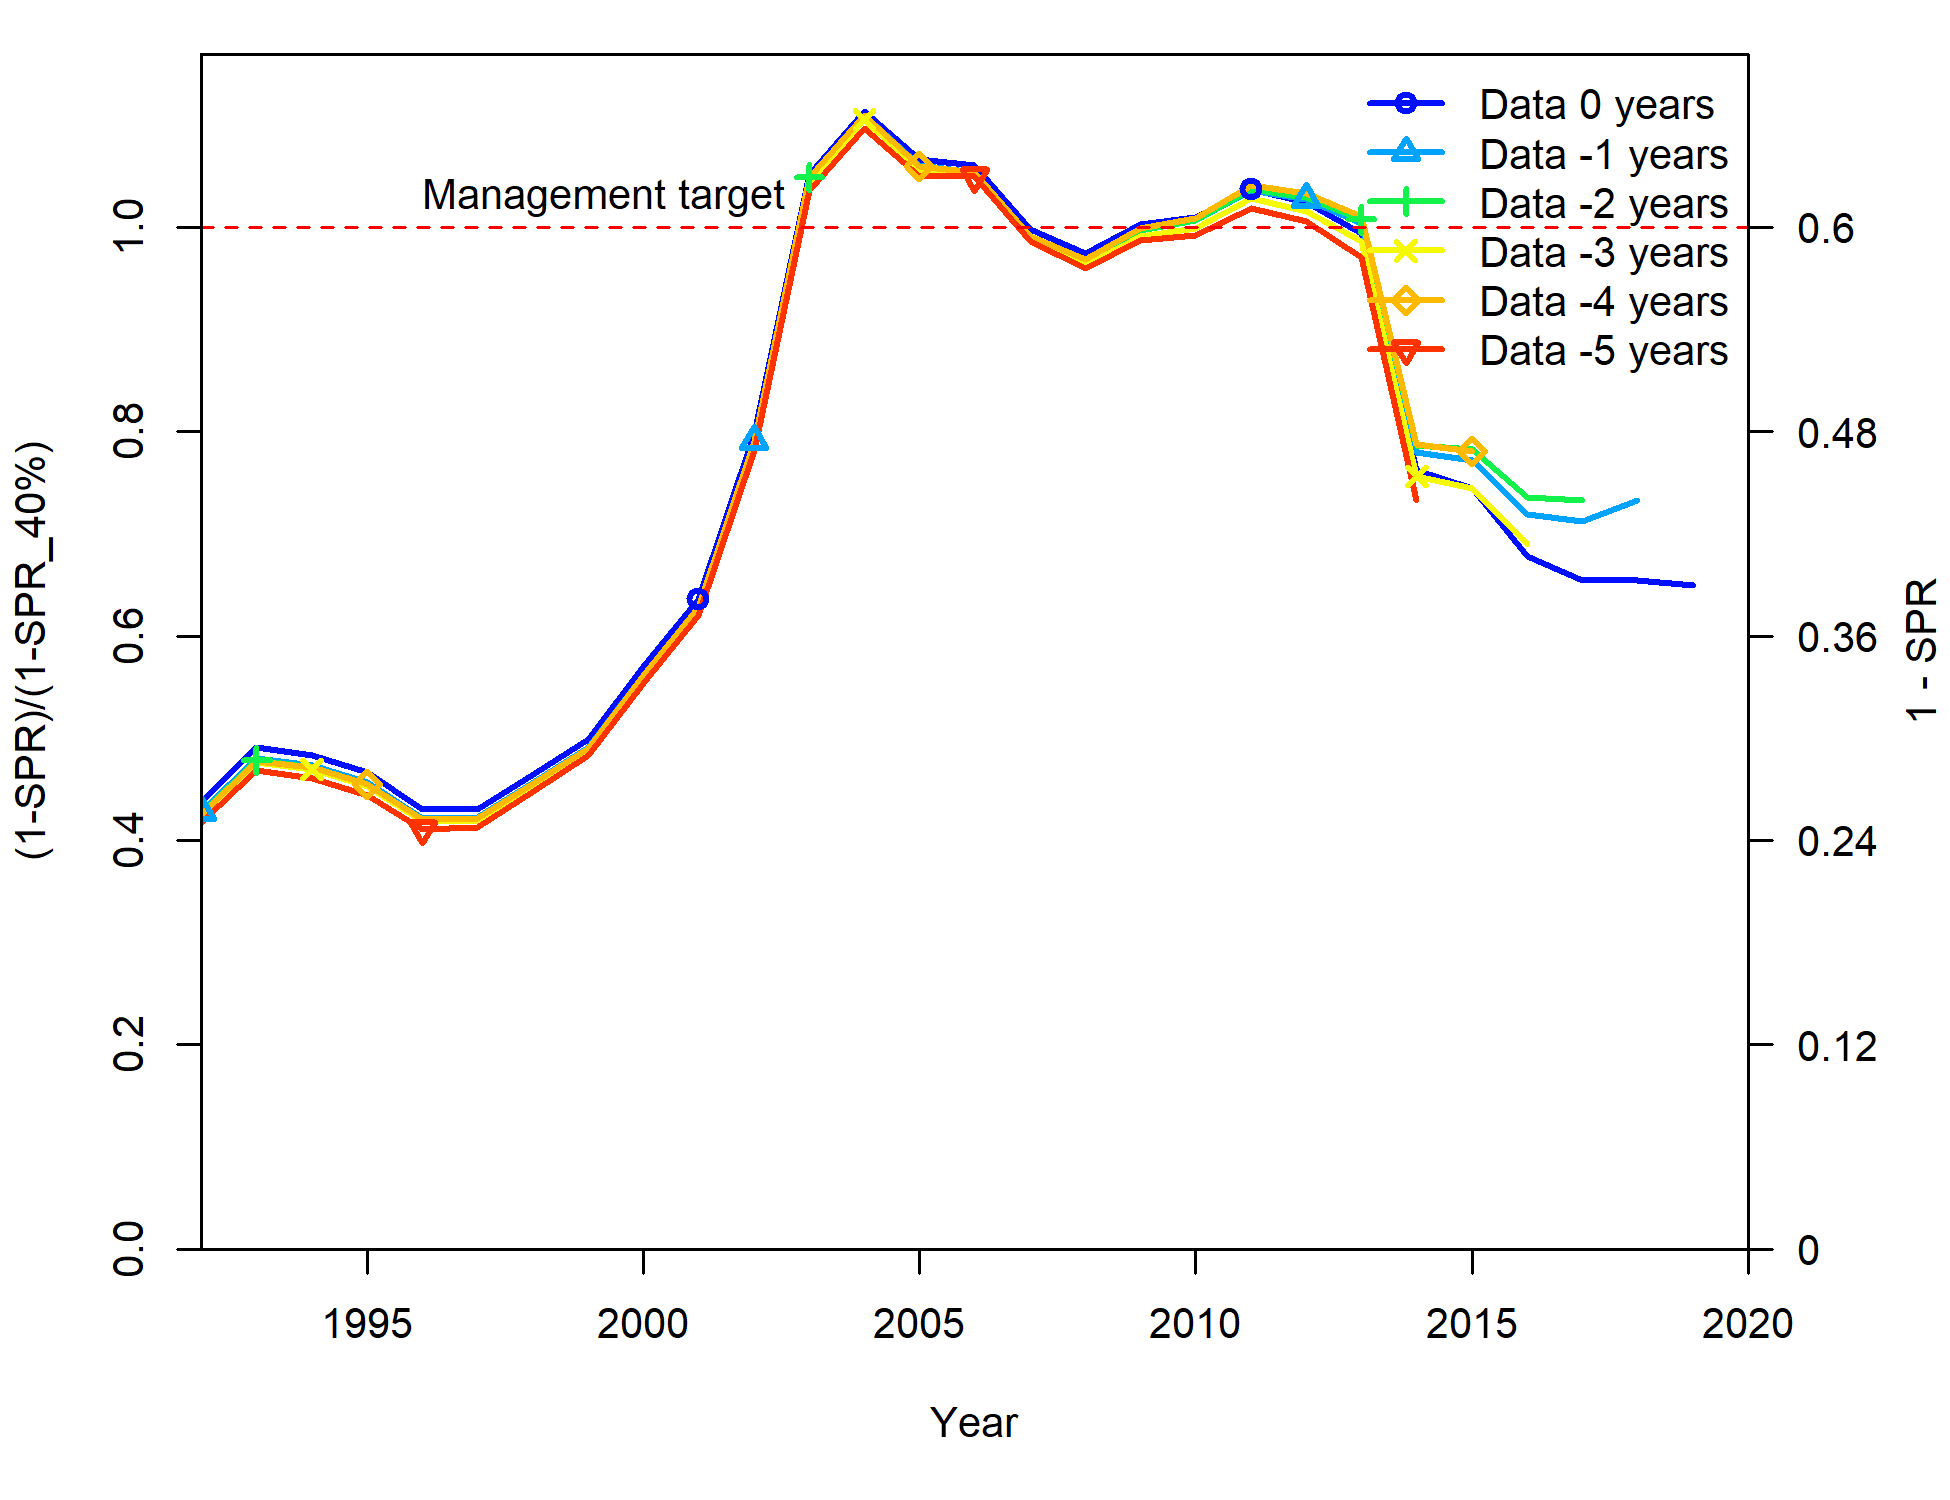 Data 0 years
Data -1 years
Data -2 years
Data -3 years
Data -4 years
Data -5 years
Management target
(1-SPR)/(1-SPR_40%)
1.0
0.8
0.6
0.4
0.2
0.0
0.6
0.48
0.36
0.24
0.12
0
1 - SPR
1995 2000 2005 2010 2015 2020
Year